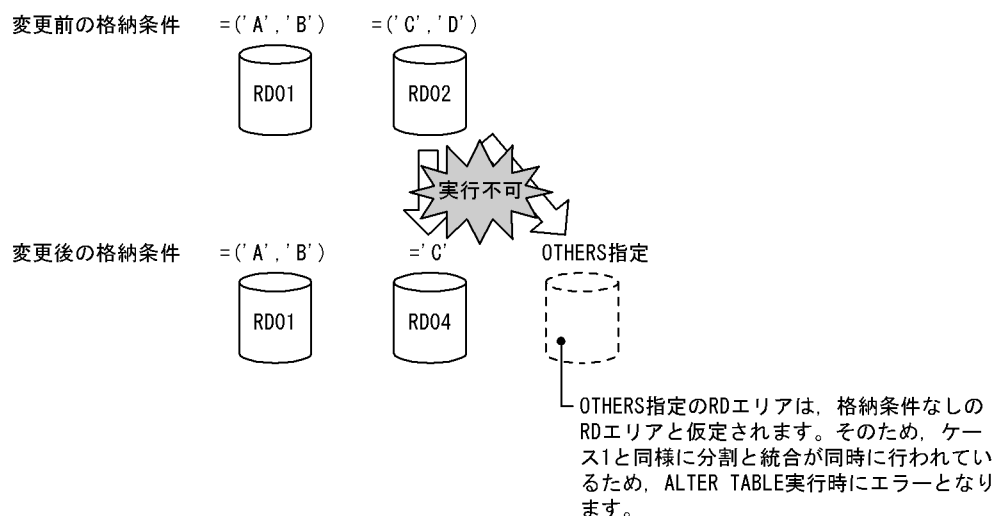 変更前の格納条件 =('A','B') =('C','D')
RD01 RD02
実行不可
変更後の格納条件 =('A','B') ='C' OTHERS指定
RD01 RD04
OTHERS指定のRDエリアは，格納条件なしの
RDエリアと仮定されます。そのため，ケー
ス1と同様に分割と統合が同時に行われてい
るため，ALTER TABLE実行時にエラーとなり
ます。